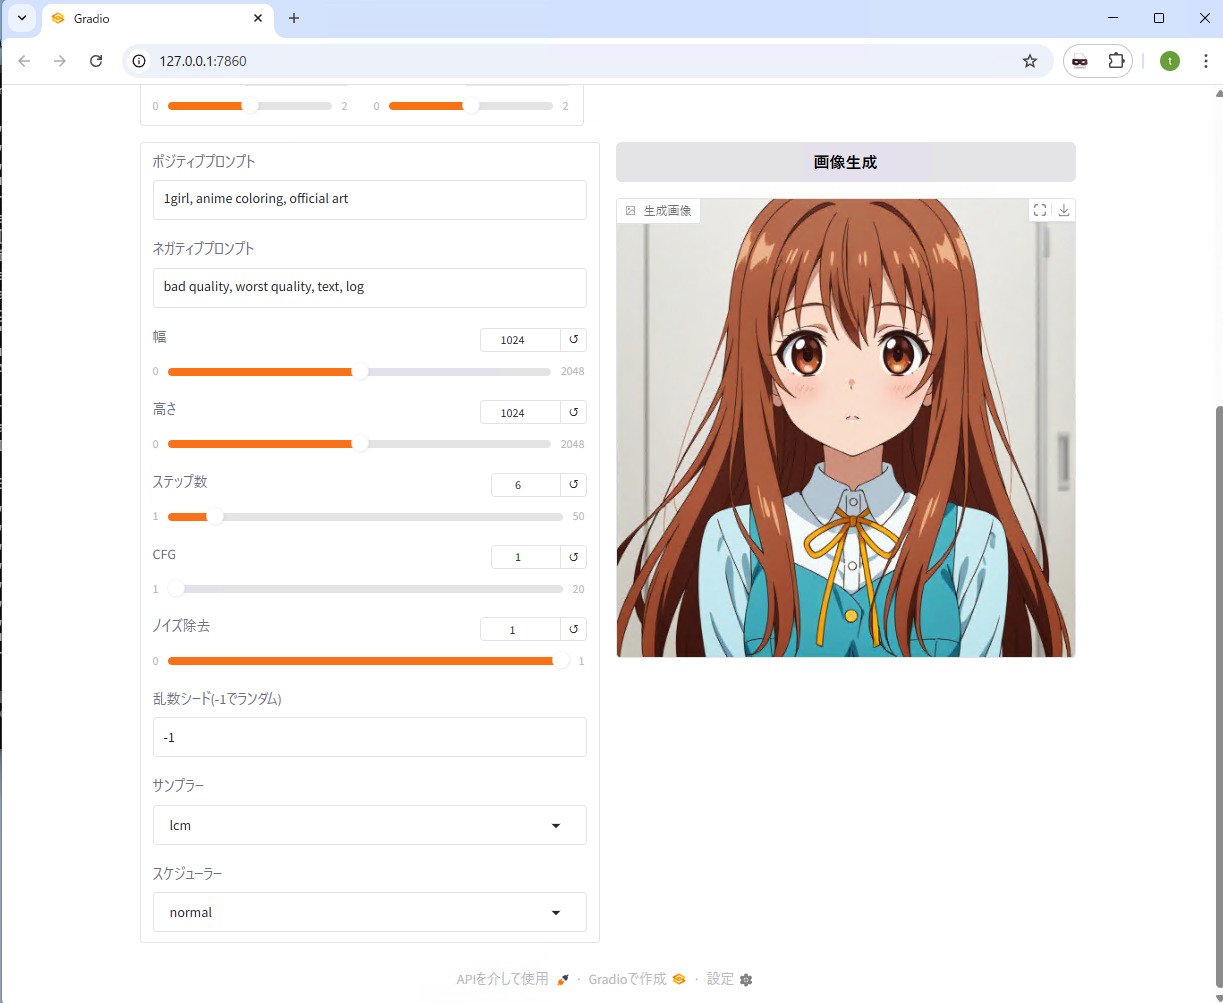 Gradio
127.0.0.1:7860
t
0 2 0 2
ポジティブプロンプト
1girl, anime coloring, official art
ネガティブプロンプト
bad quality, worst quality, text, log
幅 1024 ↺
0 2048
高さ 1024 ↺
0 2048
ステップ数 6 ↺
1 50
CFG 1 ↺
1 20
ノイズ除去 1 ↺
0 1
乱数シード(-1でランダム)
-1
サンプラー
lcm
スケジューラー
normal
画像生成
生成画像
APIを介して使用 · Gradioで作成 · 設定